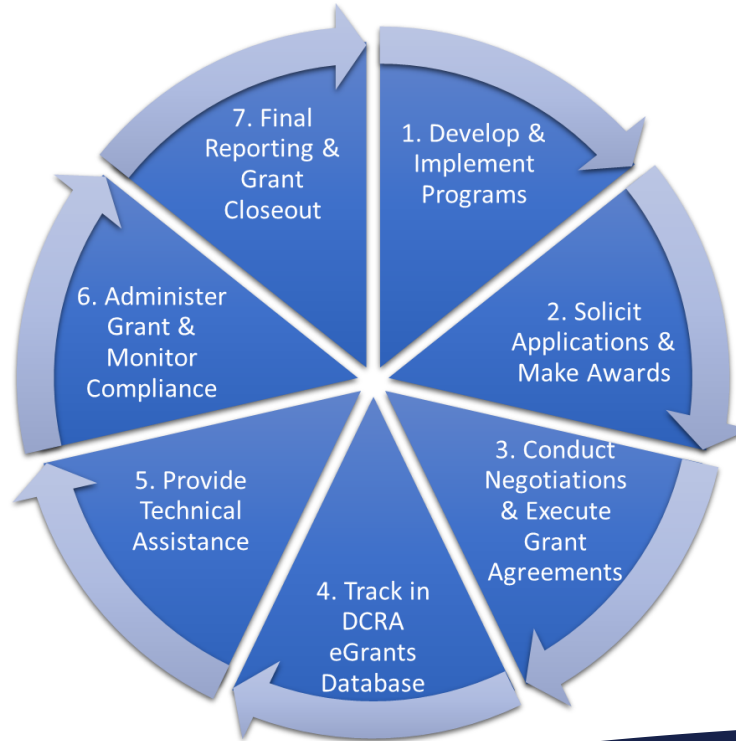 1. Develop &
Implement
Programs
2. Solicit
Applications &
Make Awards
3. Conduct
Negotiations
& Execute
Grant
Agreements
4. Track in
DCRA
eGrants
Database
5. Provide
Technical
Assistance
6. Administer
Grant &
Monitor
Compliance
7. Final
Reporting &
Grant
Closeout